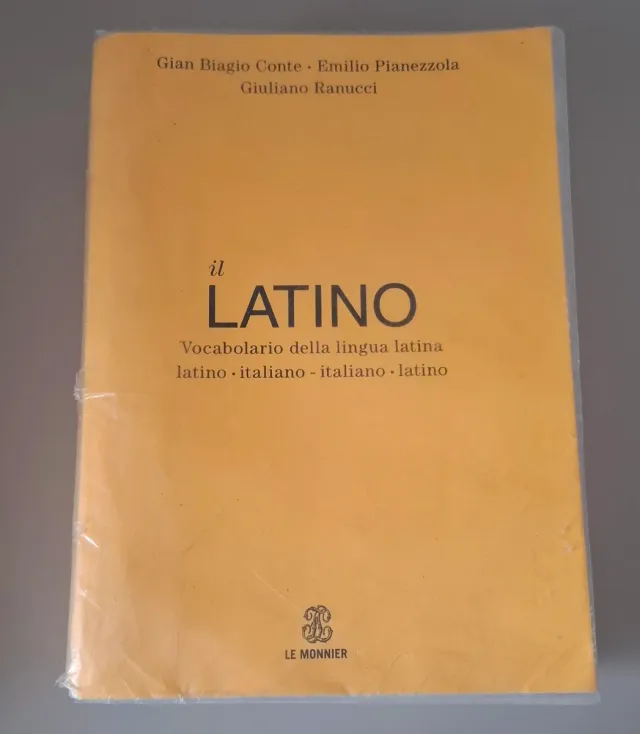 Gian Biagio Conte • Emilio Pianezzola
Giuliano Ranucci
il
LATINO
Vocabolario della lingua latina
latino • italiano - italiano • latino
LE MONNIER